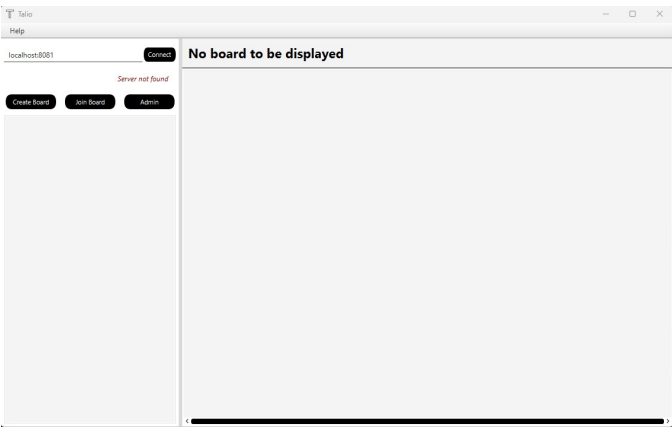 Talio
Help
localhost:8081
Connect
No board to be displayed
Server not found
Create Board
Join Board
Admin